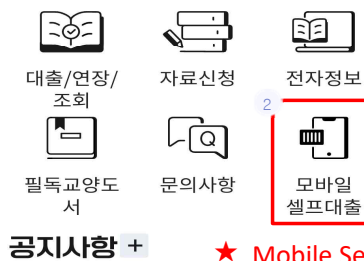 대출/연장/
조회
자료신청
전자정보
2
필독교양도
서
문의사항
모바일
셀프대출
공지사항 +
★ Mobile Se